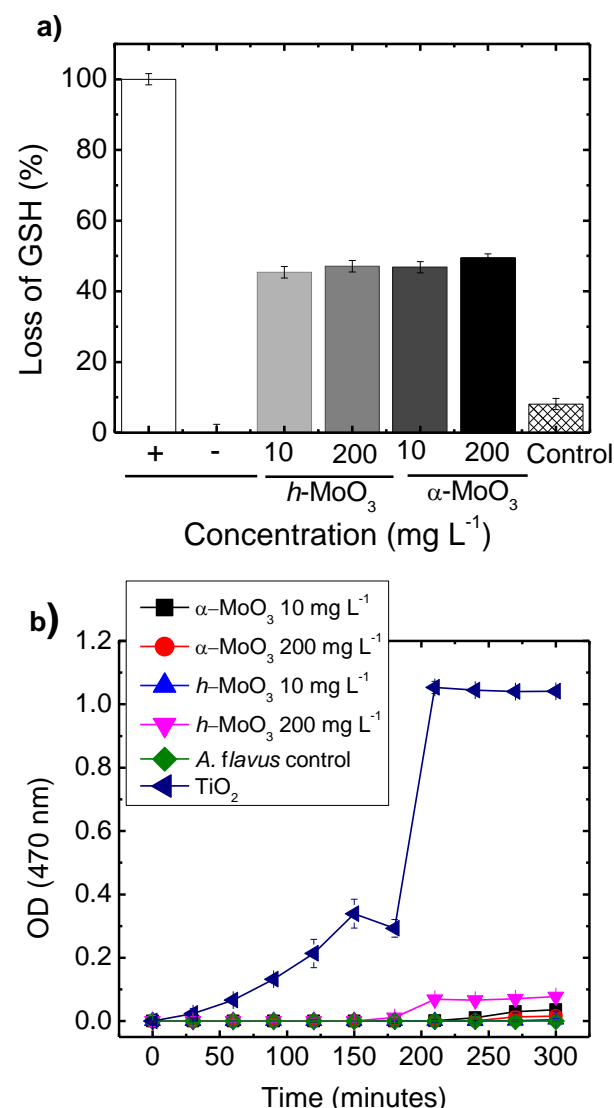 a)
Loss of GSH (%)
100
80
60
40
20
0
+ - 10 200 10 200 Control
h-MoO₃ α-MoO₃
Concentration (mg L⁻¹)
b)
α–MoO₃ 10 mg L⁻¹
α–MoO₃ 200 mg L⁻¹
h–MoO₃ 10 mg L⁻¹
h–MoO₃ 200 mg L⁻¹
A. flavus control
TiO₂
OD (470 nm)
1.2
1.0
0.8
0.6
0.4
0.2
0.0
0 50 100 150 200 250 300
Time (minutes)